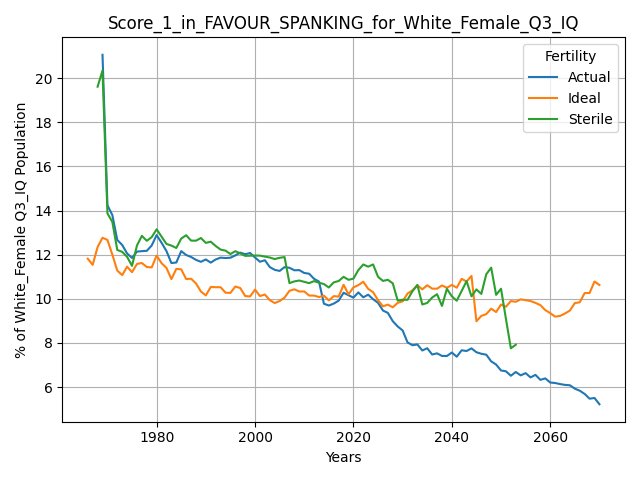 Score_1_in_FAVOUR_SPANKING_for_White_Female_Q3_IQ
Fertility
Actual
Ideal
Sterile
% of White_Female Q3_IQ Population
20
18
16
14
12
10
8
6
1980
2000
2020
2040
2060
Years